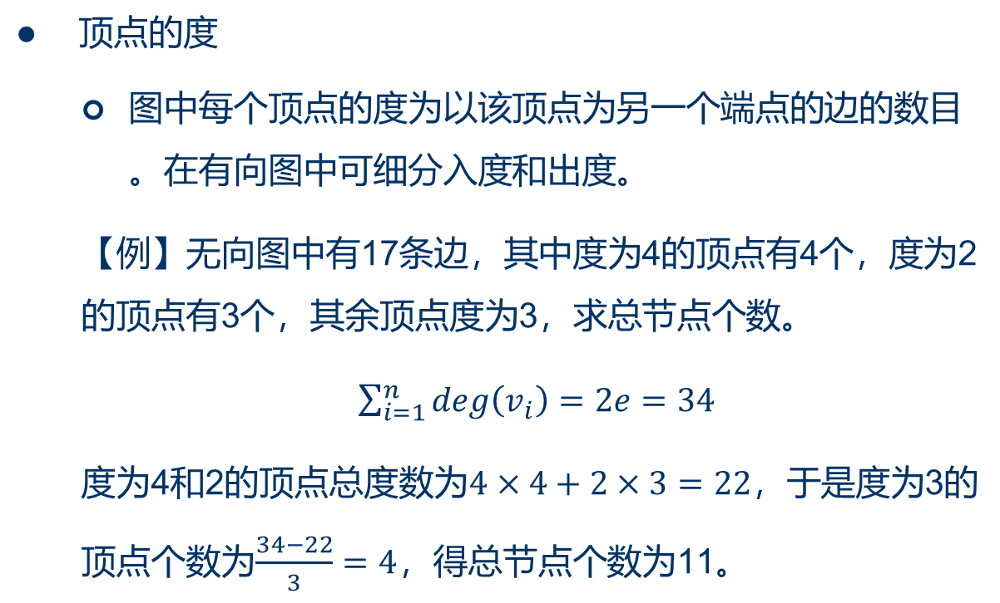 ● 顶点的度
○ 图中每个顶点的度为以该顶点为另一个端点的边的数目
。在有向图中可细分入度和出度。
【例】无向图中有17条边，其中度为4的顶点有4个，度为2
的顶点有3个，其余顶点度为3，求总节点个数。
$\sum_{i=1}^{n} deg(v_i) = 2e = 34$
度为4和2的顶点总度数为$4 \times 4 + 2 \times 3 = 22$，于是度为3的
顶点个数为$\frac{34-22}{3} = 4$，得总节点个数为11。